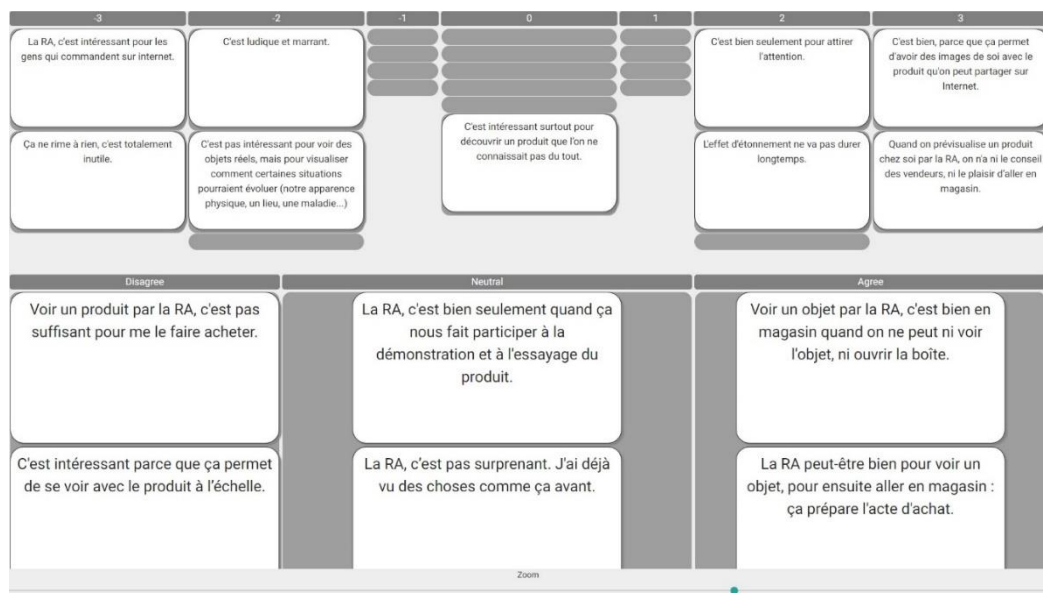 -3
-2
-1
0
1
2
3
La RA, c'est intéressant pour les
gens qui commandent sur internet.
C'est ludique et marrant.
C'est bien seulement pour attirer
l'attention.
C'est bien, parce que ça permet
d'avoir des images de soi avec le
produit qu'on peut partager sur
Internet.
Ça ne rime à rien, c'est totalement
inutile.
C'est pas intéressant pour voir des
objets réels, mais pour visualiser
comment certaines situations
pourraient évoluer (notre apparence
physique, un lieu, une maladie...)
C'est intéressant surtout pour
découvrir un produit que l'on ne
connaissait pas du tout.
L'effet d'étonnement ne va pas durer
longtemps.
Quand on prévisualise un produit
chez soi par la RA, on n'a ni le conseil
des vendeurs, ni le plaisir d'aller en
magasin.
Disagree
Neutral
Agree
Voir un produit par la RA, c'est pas
suffisant pour me le faire acheter.
La RA, c'est bien seulement quand ça
nous fait participer à la
démonstration et à l'essayage du
produit.
Voir un objet par la RA, c'est bien en
magasin quand on ne peut ni voir
l'objet, ni ouvrir la boîte.
C'est intéressant parce que ça permet
de se voir avec le produit à l'échelle.
La RA, c'est pas surprenant. J'ai déjà
vu des choses comme ça avant.
La RA peut-être bien pour voir un
objet, pour ensuite aller en magasin :
ça prépare l'acte d'achat.
Zoom